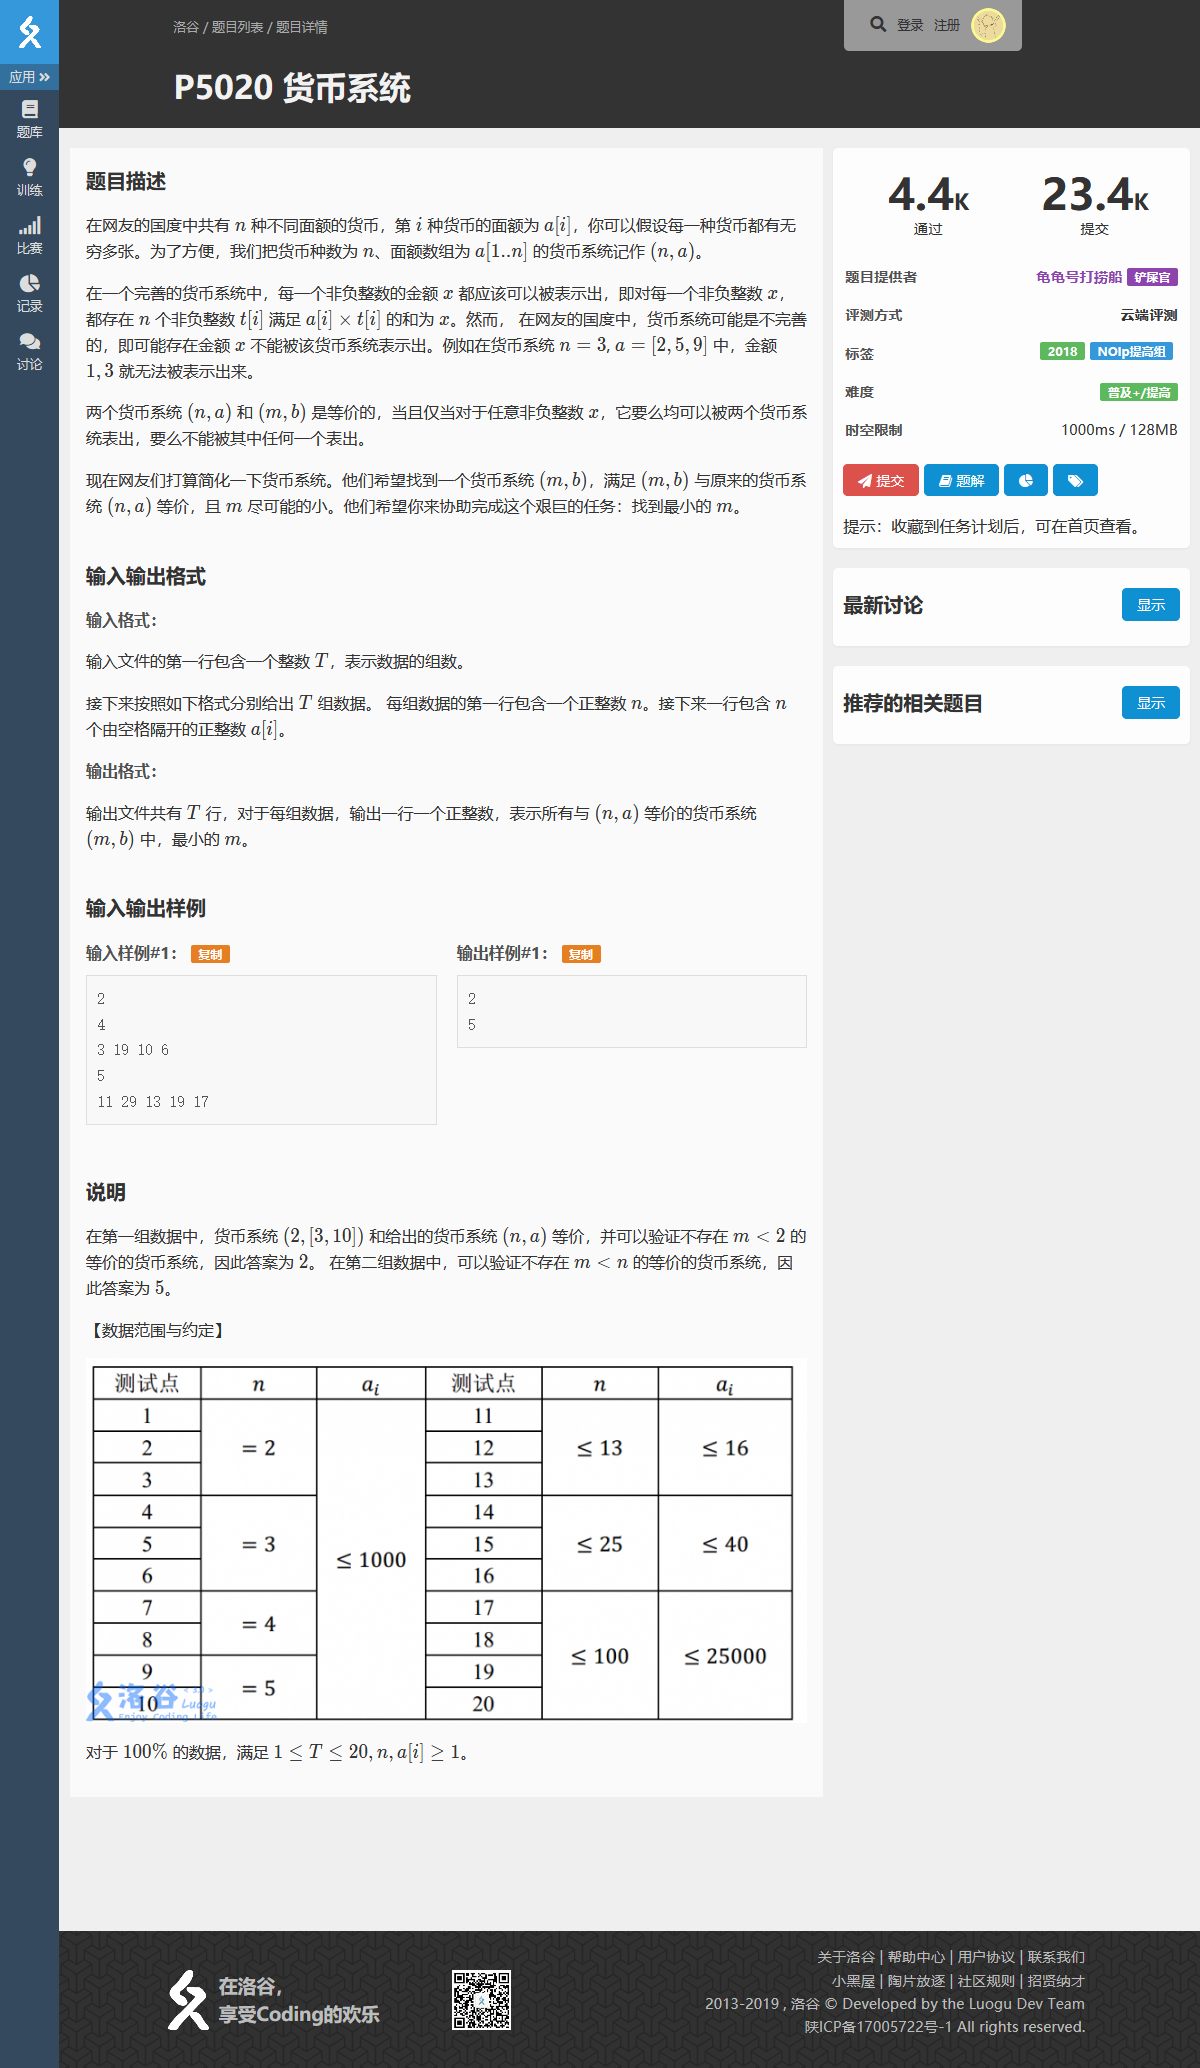 洛谷 / 题目列表 / 题目详情
登录 注册
P5020 货币系统
应用
题库
训练
比赛
记录
讨论
题目描述
在网友的国度中共有 n 种不同面额的货币，第 i 种货币的面额为 a[i]，你可以假设每一种货币都有无
穷多张。为了方便，我们把货币种数为 n、面额数组为 a[1..n] 的货币系统记作 (n,a)。
在一个完善的货币系统中，每一个非负整数的金额 x 都应该可以被表示出，即对每一个非负整数 x，
都存在 n 个非负整数 t[i] 满足 a[i] × t[i] 的和为 x。然而， 在网友的国度中，货币系统可能是不完善
的，即可能存在金额 x 不能被该货币系统表示出。例如在货币系统 n = 3, a = [2,5,9] 中，金额
1,3 就无法被表示出来。
两个货币系统 (n,a) 和 (m,b) 是等价的，当且仅当对于任意非负整数 x，它要么均可以被两个货币系
统表出，要么不能被其中任何一个表出。
现在网友们打算简化一下货币系统。他们希望找到一个货币系统 (m,b)，满足 (m,b) 与原来的货币系
统 (n,a) 等价，且 m 尽可能的小。他们希望你来协助完成这个艰巨的任务：找到最小的 m。
输入输出格式
输入格式：
输入文件的第一行包含一个整数 T，表示数据的组数。
接下来按照如下格式分别给出 T 组数据。 每组数据的第一行包含一个正整数 n。接下来一行包含 n
个由空格隔开的正整数 a[i]。
输出格式：
输出文件共有 T 行，对于每组数据，输出一行一个正整数，表示所有与 (n,a) 等价的货币系统
(m,b) 中，最小的 m。
输入输出样例
输入样例#1： 复制
2
4
3 19 10 6
5
11 29 13 19 17
输出样例#1： 复制
2
5
说明
在第一组数据中，货币系统 (2,[3,10]) 和给出的货币系统 (n,a) 等价，并可以验证不存在 m < 2 的
等价的货币系统，因此答案为 2。 在第二组数据中，可以验证不存在 m < n 的等价的货币系统，因
此答案为 5。
【数据范围与约定】
测试点 n aᵢ 测试点 n aᵢ
1 11
2 = 2 12 ≤ 13 ≤ 16
3 13
4 14
5 = 3 15 ≤ 25 ≤ 40
6 ≤ 1000 16
7 = 4 17
8 18 ≤ 100 ≤ 25000
9 = 5 19
10 20
洛谷 Luogu
Enjoy Coding Life
对于 100% 的数据，满足 1 ≤ T ≤ 20, n, a[i] ≥ 1。
4.4K 23.4K
通过 提交
题目提供者 龟龟号打捞船 铲屎官
评测方式 云端评测
标签 2018 NOIp提高组
难度 普及+/提高
时空限制 1000ms / 128MB
提交 题解
提示：收藏到任务计划后，可在首页查看。
最新讨论 显示
推荐的相关题目 显示
在洛谷，
享受Coding的欢乐
关于洛谷 | 帮助中心 | 用户协议 | 联系我们
小黑屋 | 陶片放逐 | 社区规则 | 招贤纳才
2013-2019 , 洛谷 © Developed by the Luogu Dev Team
陕ICP备17005722号-1 All rights reserved.